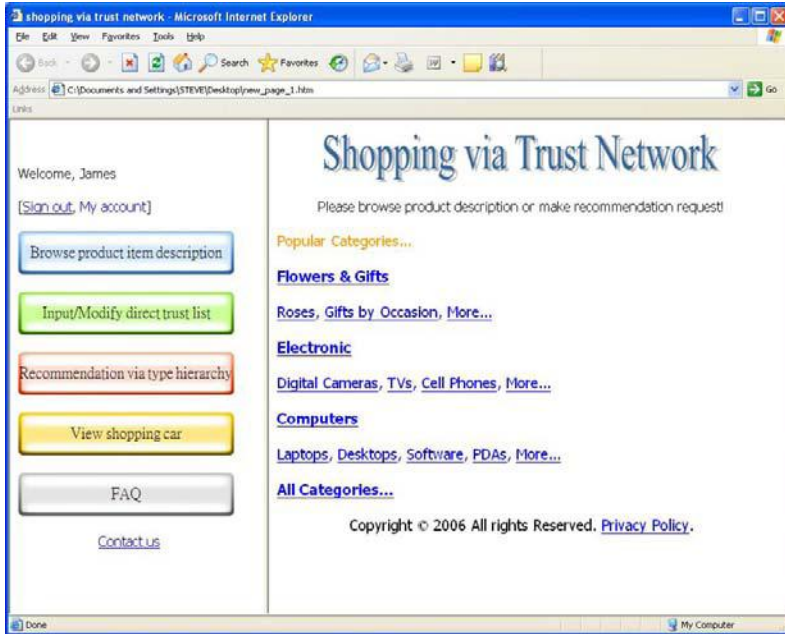 shopping via trust network - Microsoft Internet Explorer
File Edit View Favorites Tools Help
Back Search Favorites
Address C:\Documents and Settings\STEVE\Desktop\new_page_1.htm Go
Links
Welcome, James
[Sign out, My account]
Browse product item description
Input/Modify direct trust list
Recommendation via type hierarchy
View shopping car
FAQ
Contact us
Shopping via Trust Network
Please browse product description or make recommendation request!
Popular Categories...
Flowers & Gifts
Roses, Gifts by Occasion, More...
Electronic
Digital Cameras, TVs, Cell Phones, More...
Computers
Laptops, Desktops, Software, PDAs, More...
All Categories...
Copyright © 2006 All rights Reserved. Privacy Policy.
Done My Computer